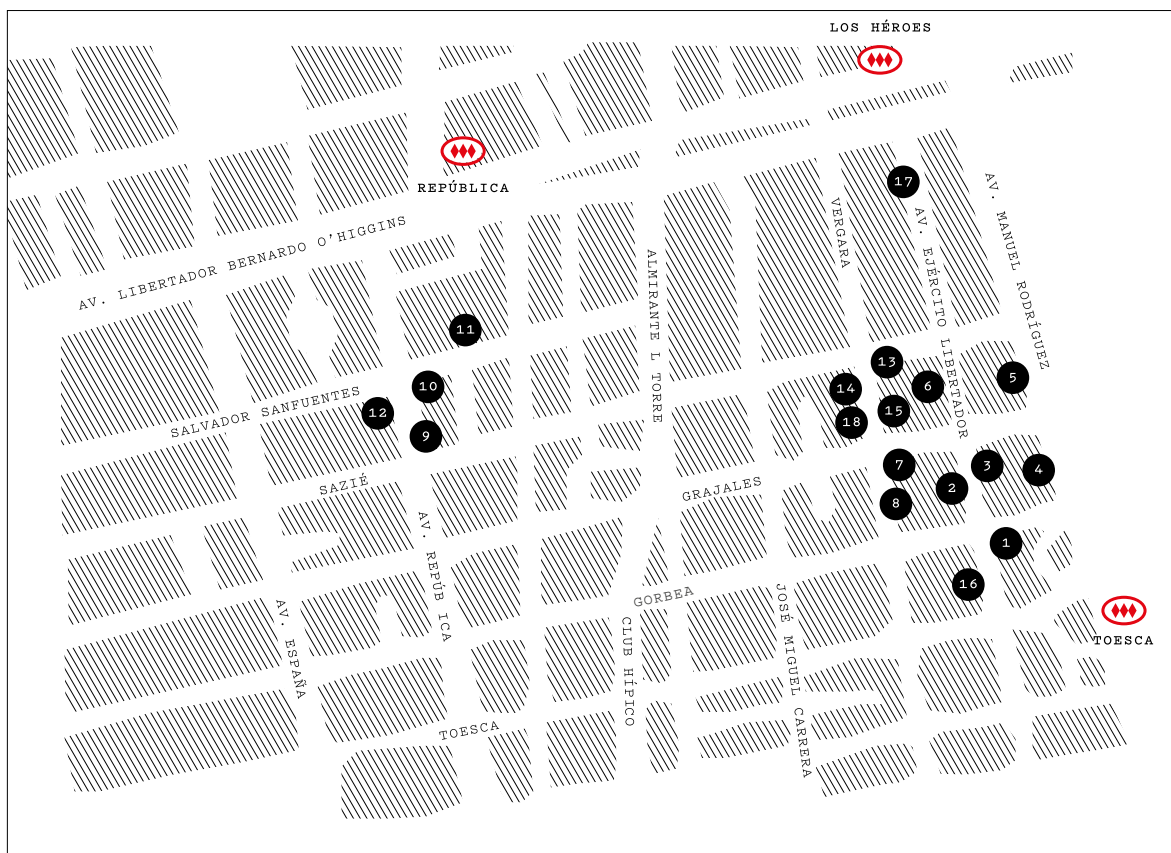 LOS HÉROES
REPÚBLICA
17
AV. MANUEL RODRÍGUEZ
VERGARA
AV. EJÉRCITO LIBERTADOR
AV. LIBERTADOR BERNARDO O'HIGGINS
ALMIRANTE L TORRE
11
13
5
10
14
6
SALVADOR SANFUENTES
12
15
18
9
7
3
4
SAZIÉ
GRAJALES
2
8
AV. REPÚB ICA
1
16
GORBEA
AV. ESPAÑA
JOSÉ MIGUEL CARRERA
CLUB HÍPICO
TOESCA
TOESCA